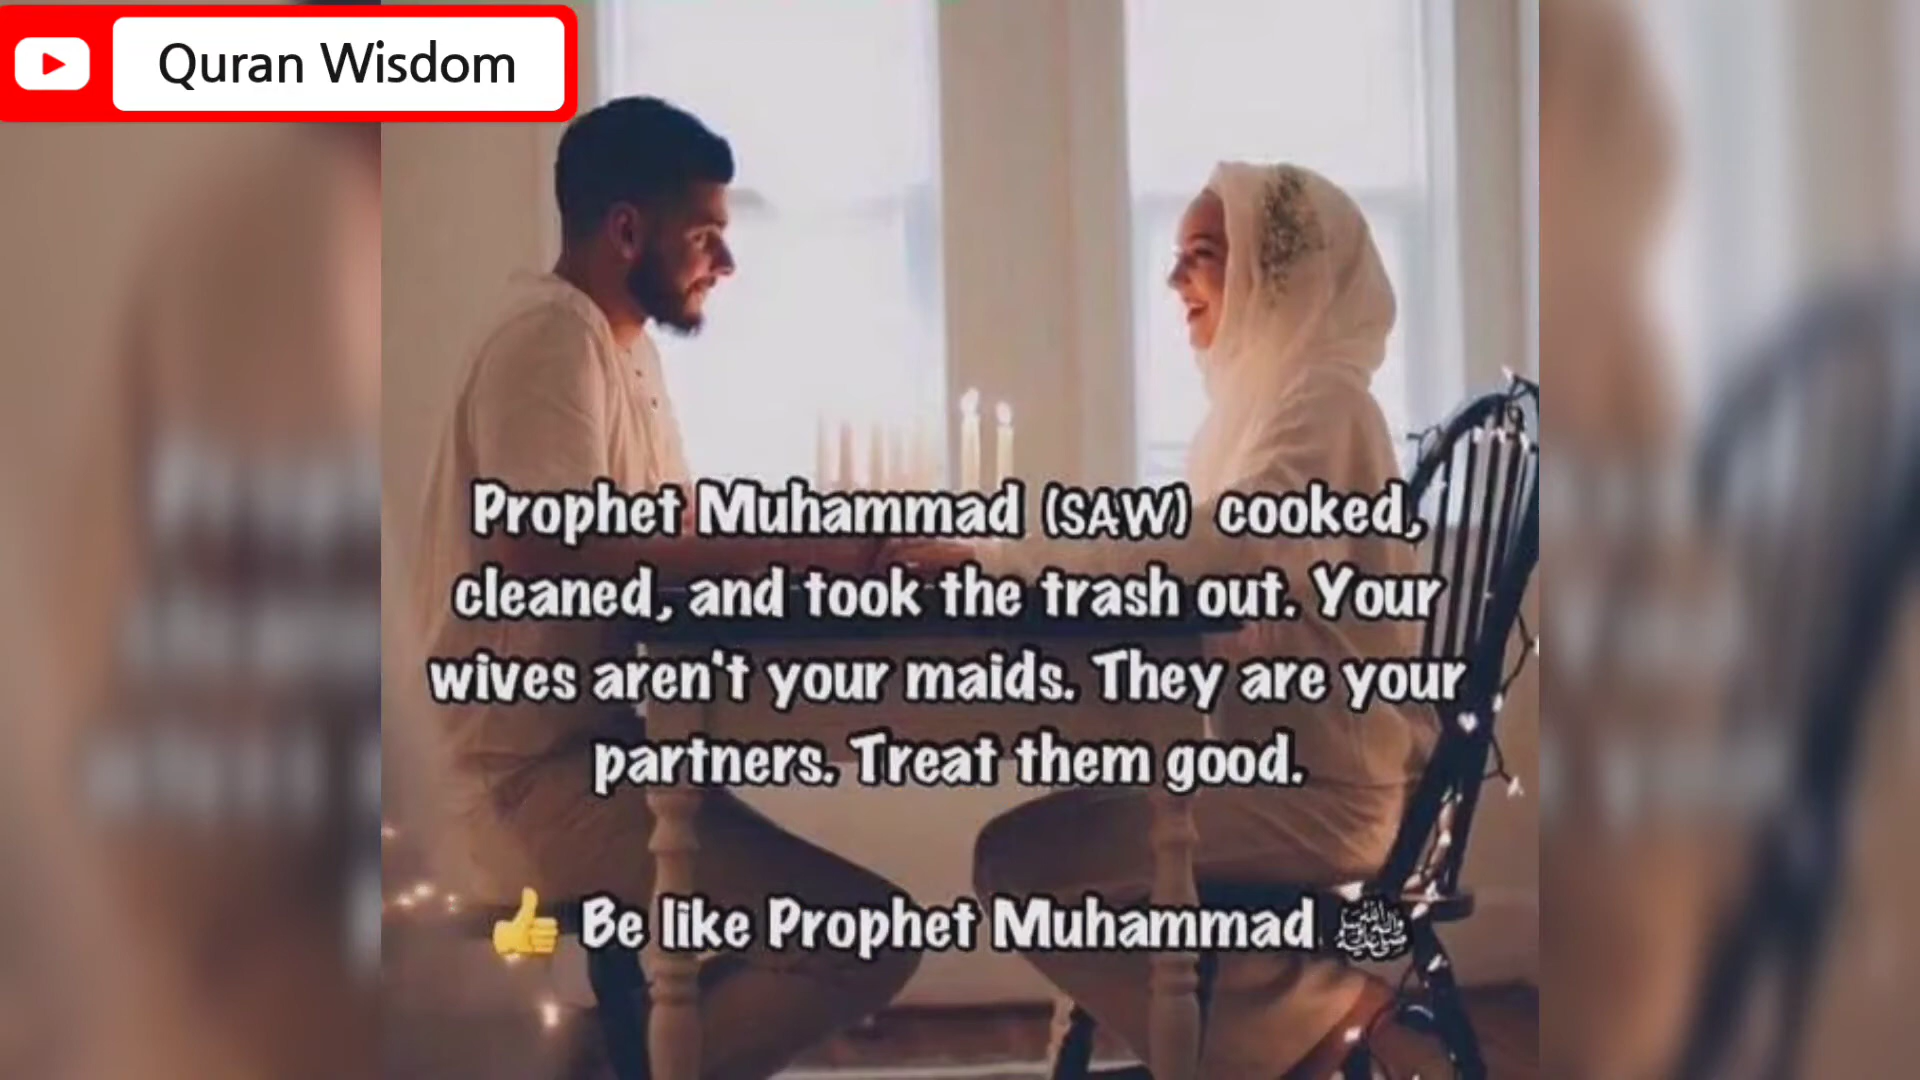 Quran Wisdom
Prophet Muhammad (SAW) cooked,
cleaned, and took the trash out. Your
wives aren't your maids. They are your
partners. Treat them good.
👍 Be like Prophet Muhammad ﷺ